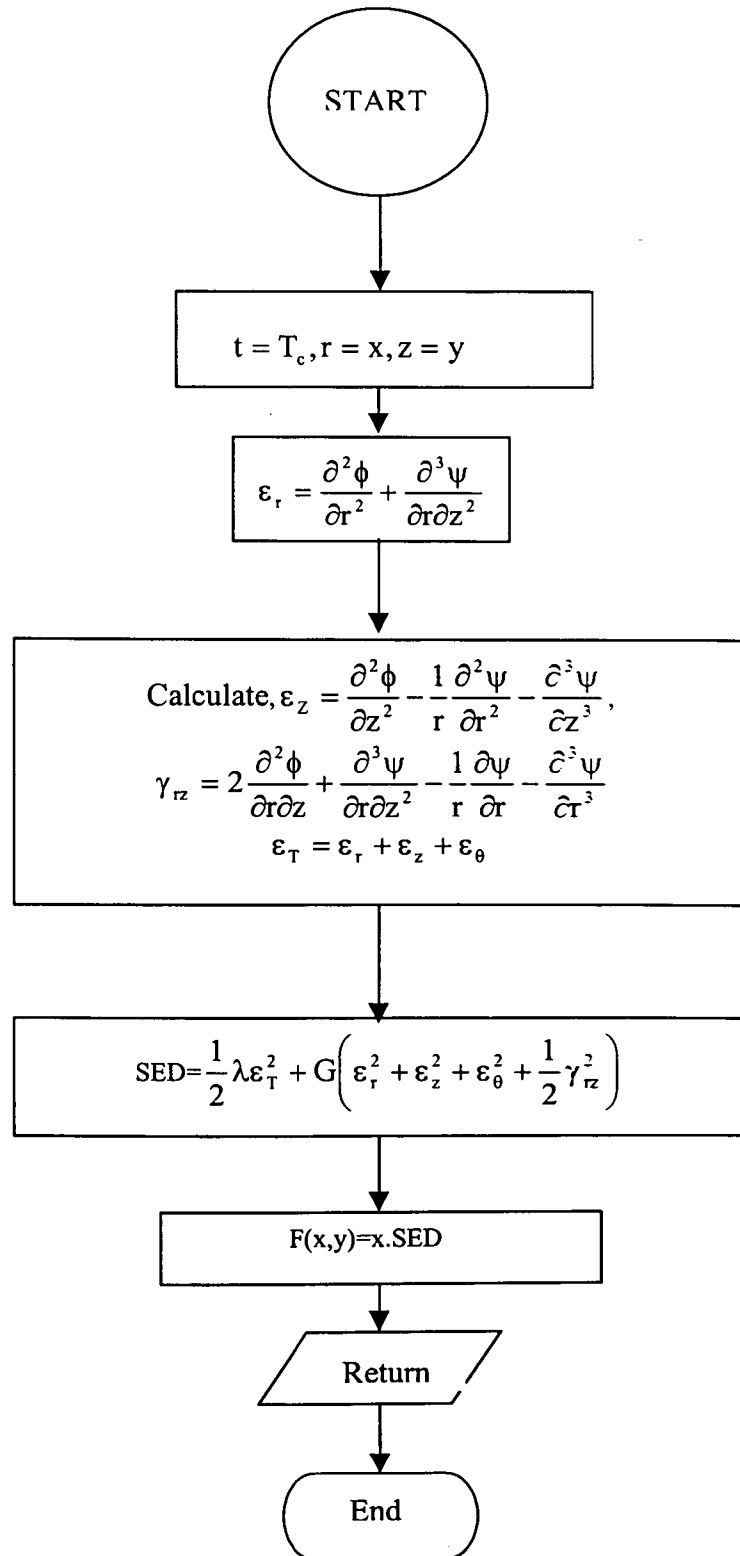 START
t = T_c, r = x, z = y
ε_r = ∂²ϕ/∂r² + ∂³ψ/∂r∂z²
Calculate, ε_Z = ∂²ϕ/∂z² − (1/r) ∂²ψ/∂r² − ∂³ψ/∂z³,
γ_rz = 2 ∂²ϕ/∂r∂z + ∂³ψ/∂r∂z² − (1/r) ∂ψ/∂r − ∂³ψ/∂r³
ε_T = ε_r + ε_z + ε_θ
SED= (1/2) λε_T² + G(ε_r² + ε_z² + ε_θ² + (1/2) γ_rz²)
F(x,y)=x.SED
Return
End